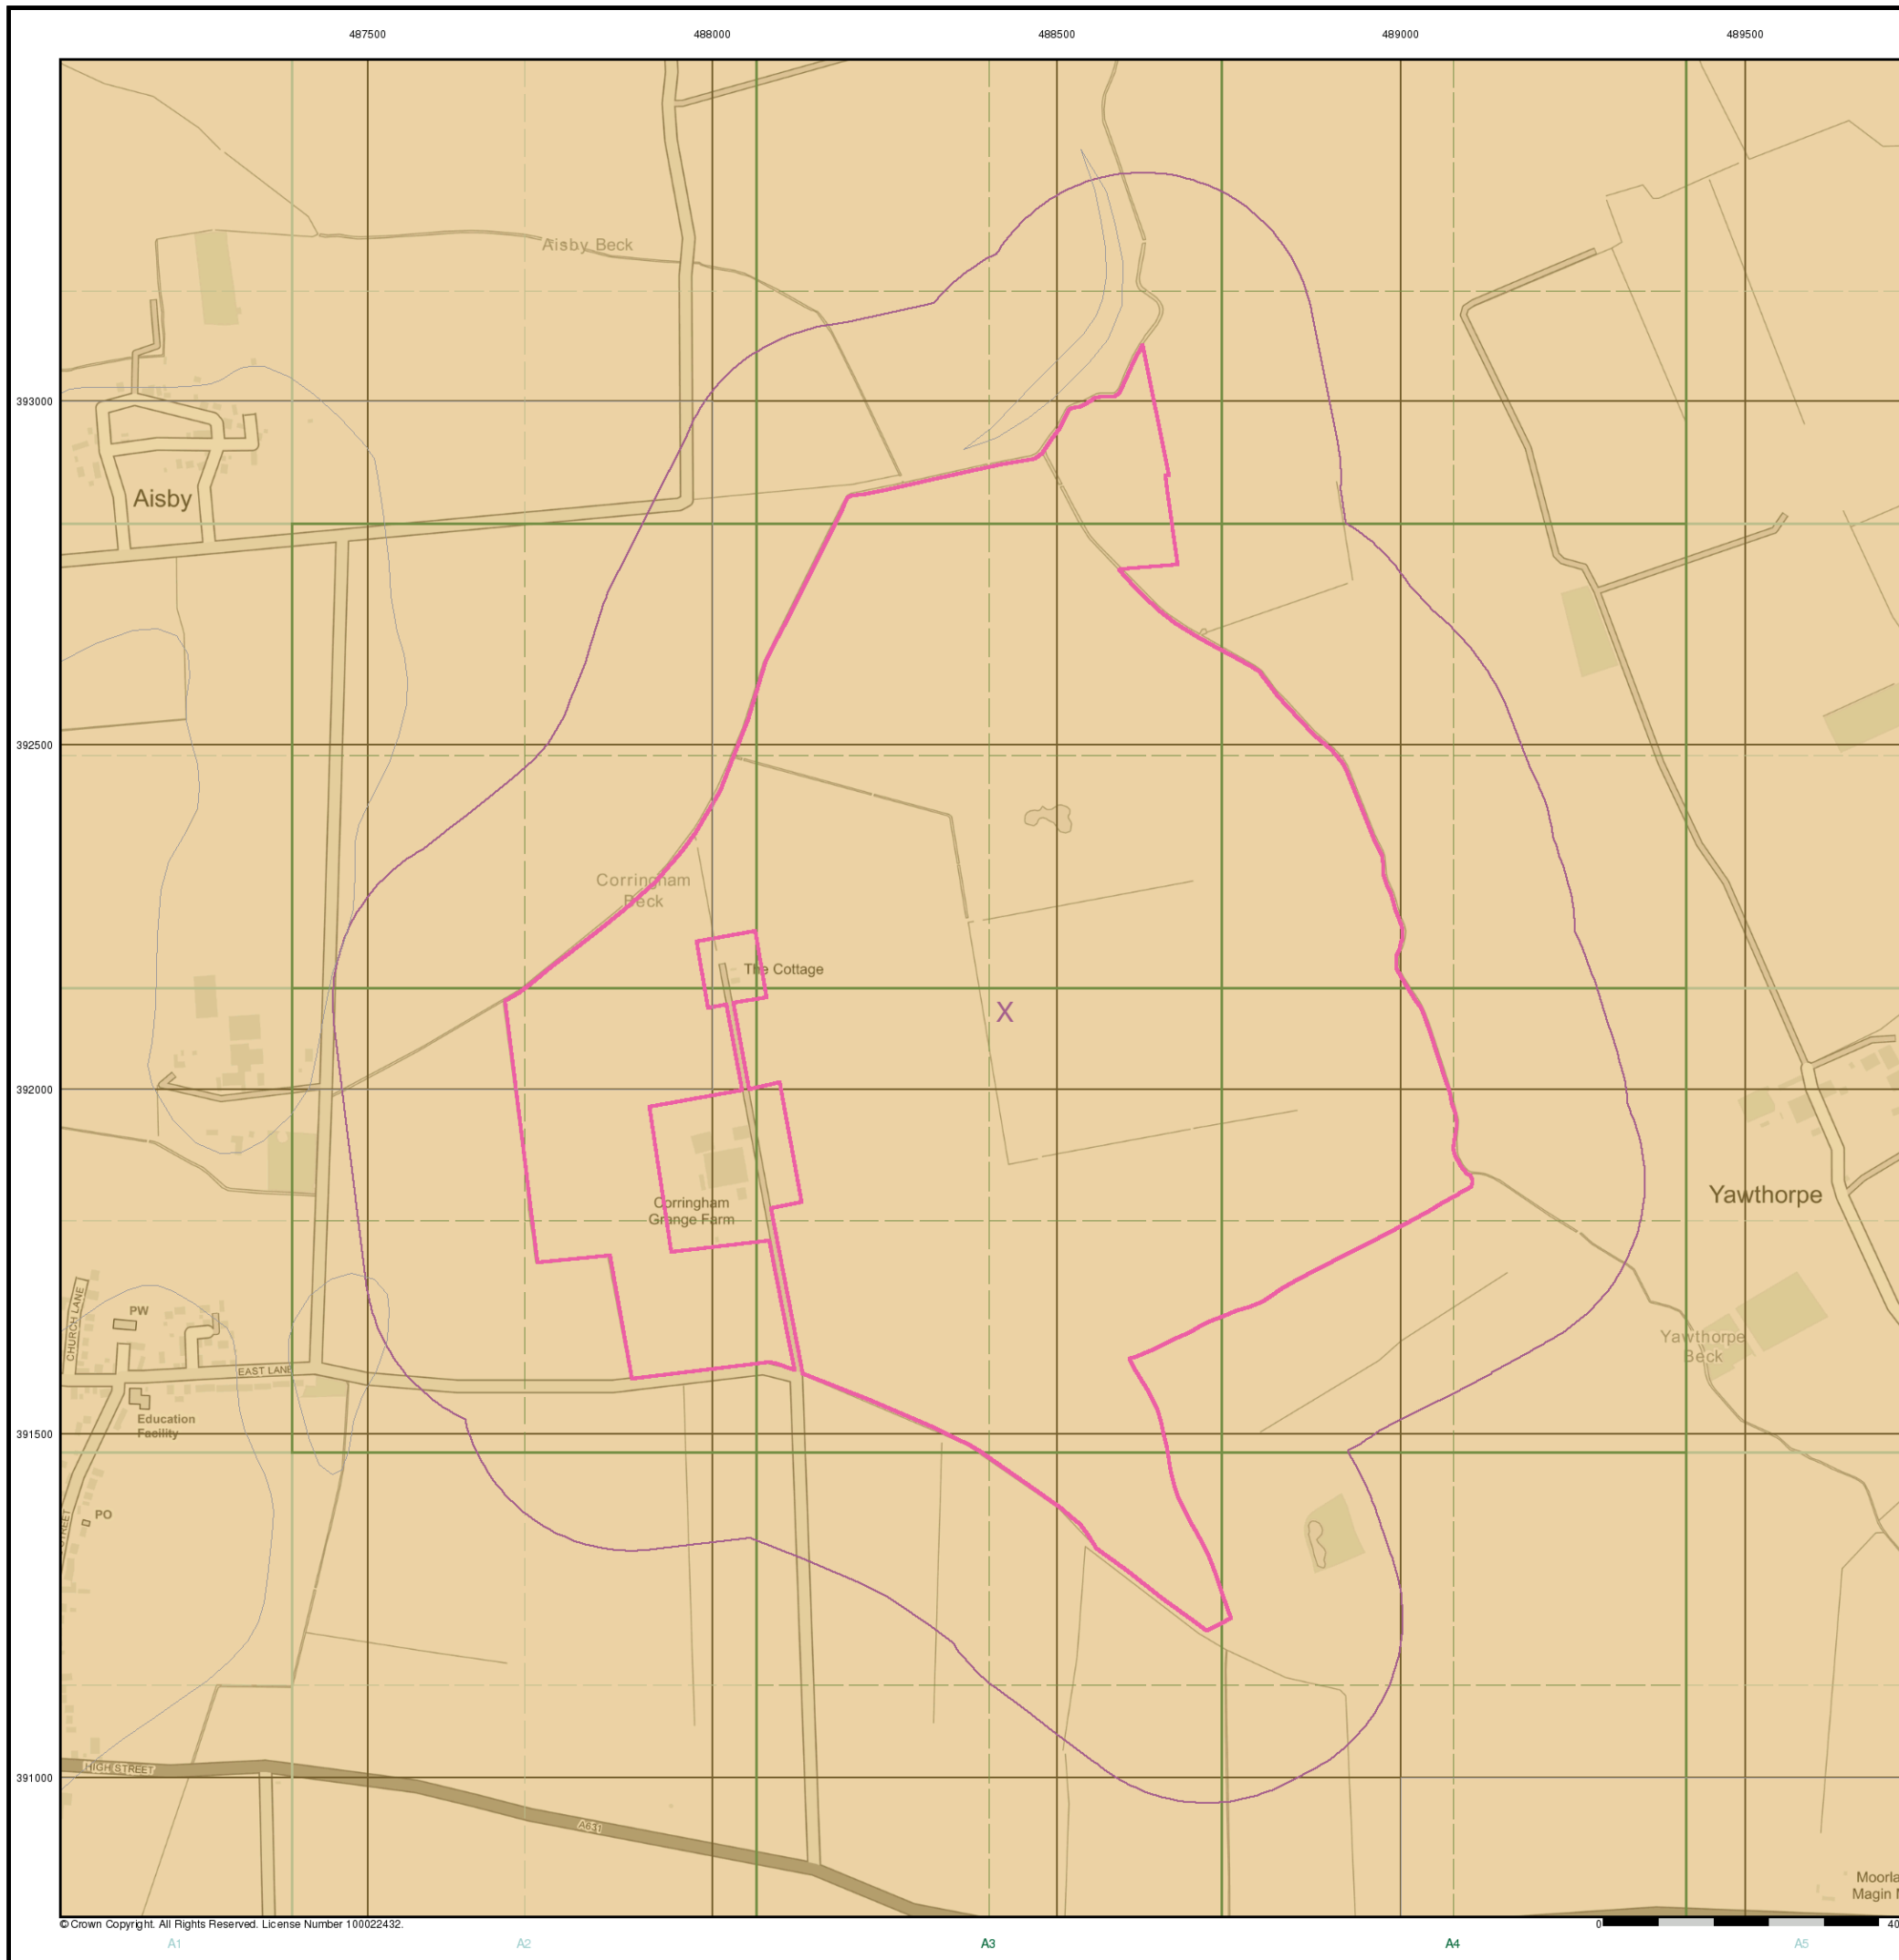 487500 488000 488500 489000 489500
Aisby Beck
393000
Aisby
392500
Corringham
Beck
The Cottage
X
392000
Corringham
Grange Farm
Yawthorpe
CHURCH LANE
PW
Yawthorpe
Beck
EAST LANE
Education
Facility
391500
PO
391000
HIGH STREET
A631
Magin
© Crown Copyright. All Rights Reserved. License Number 100022432.
0
A1 A2 A3 A4 A5